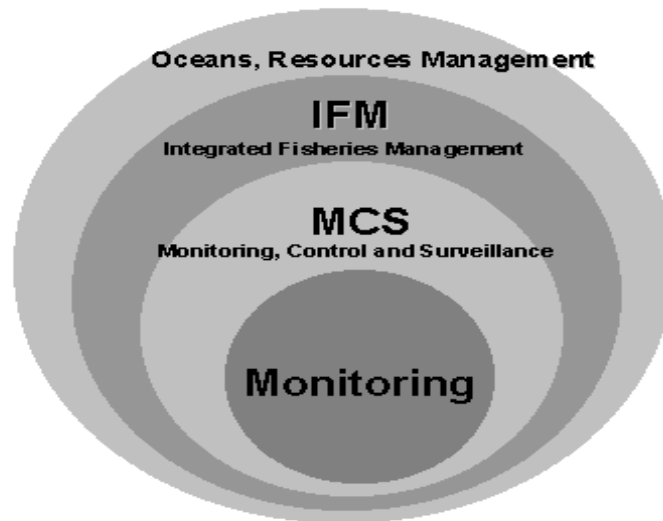 Oceans, Resources Management
IFM
Integrated Fisheries Management
MCS
Monitoring, Control and Surveillance
Monitoring